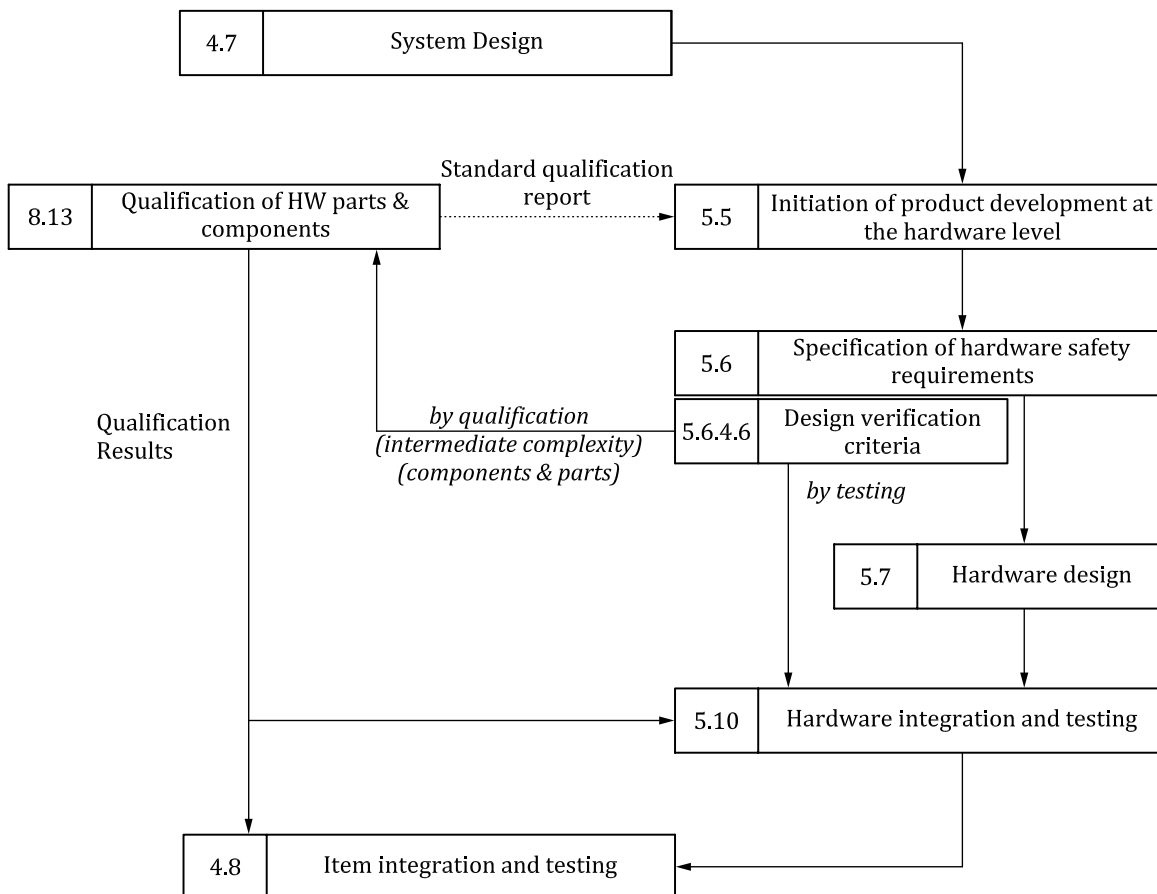 4.7
System Design
Standard qualification
report
8.13
Qualification of HW parts &
components
5.5
Initiation of product development at
the hardware level
5.6
Specification of hardware safety
requirements
Qualification
Results
by qualification
(intermediate complexity)
(components & parts)
5.6.4.6
Design verification
criteria
by testing
5.7
Hardware design
5.10
Hardware integration and testing
4.8
Item integration and testing